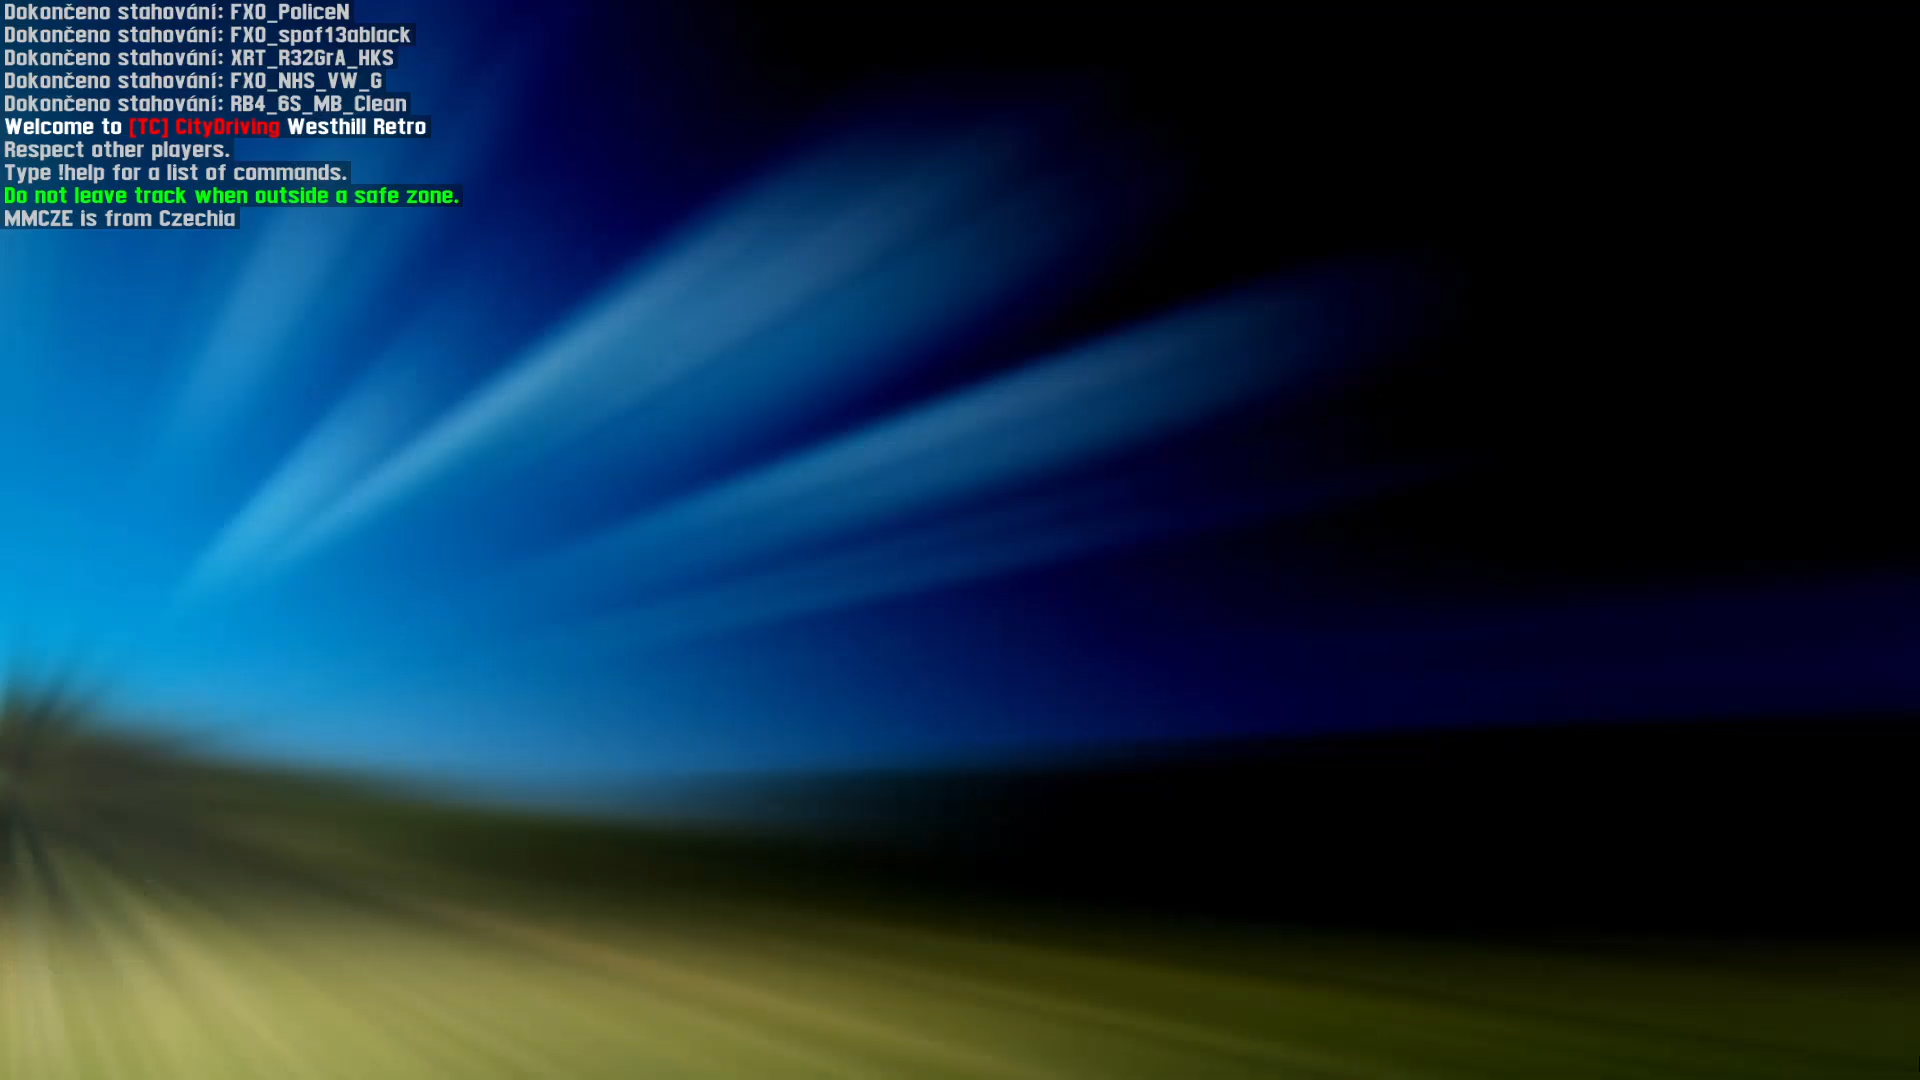 Dokončeno stahování: FXO_PoliceN
Dokončeno stahování: FXO_spof13ablack
Dokončeno stahování: XRT_R32GrA_HKS
Dokončeno stahování: FXO_NHS_VW_G
Dokončeno stahování: RB4_6S_MB_Clean
Welcome to [TC] CityDriving Westhill Retro
Respect other players.
Type !help for a list of commands.
Do not leave track when outside a safe zone.
MMCZE is from Czechia